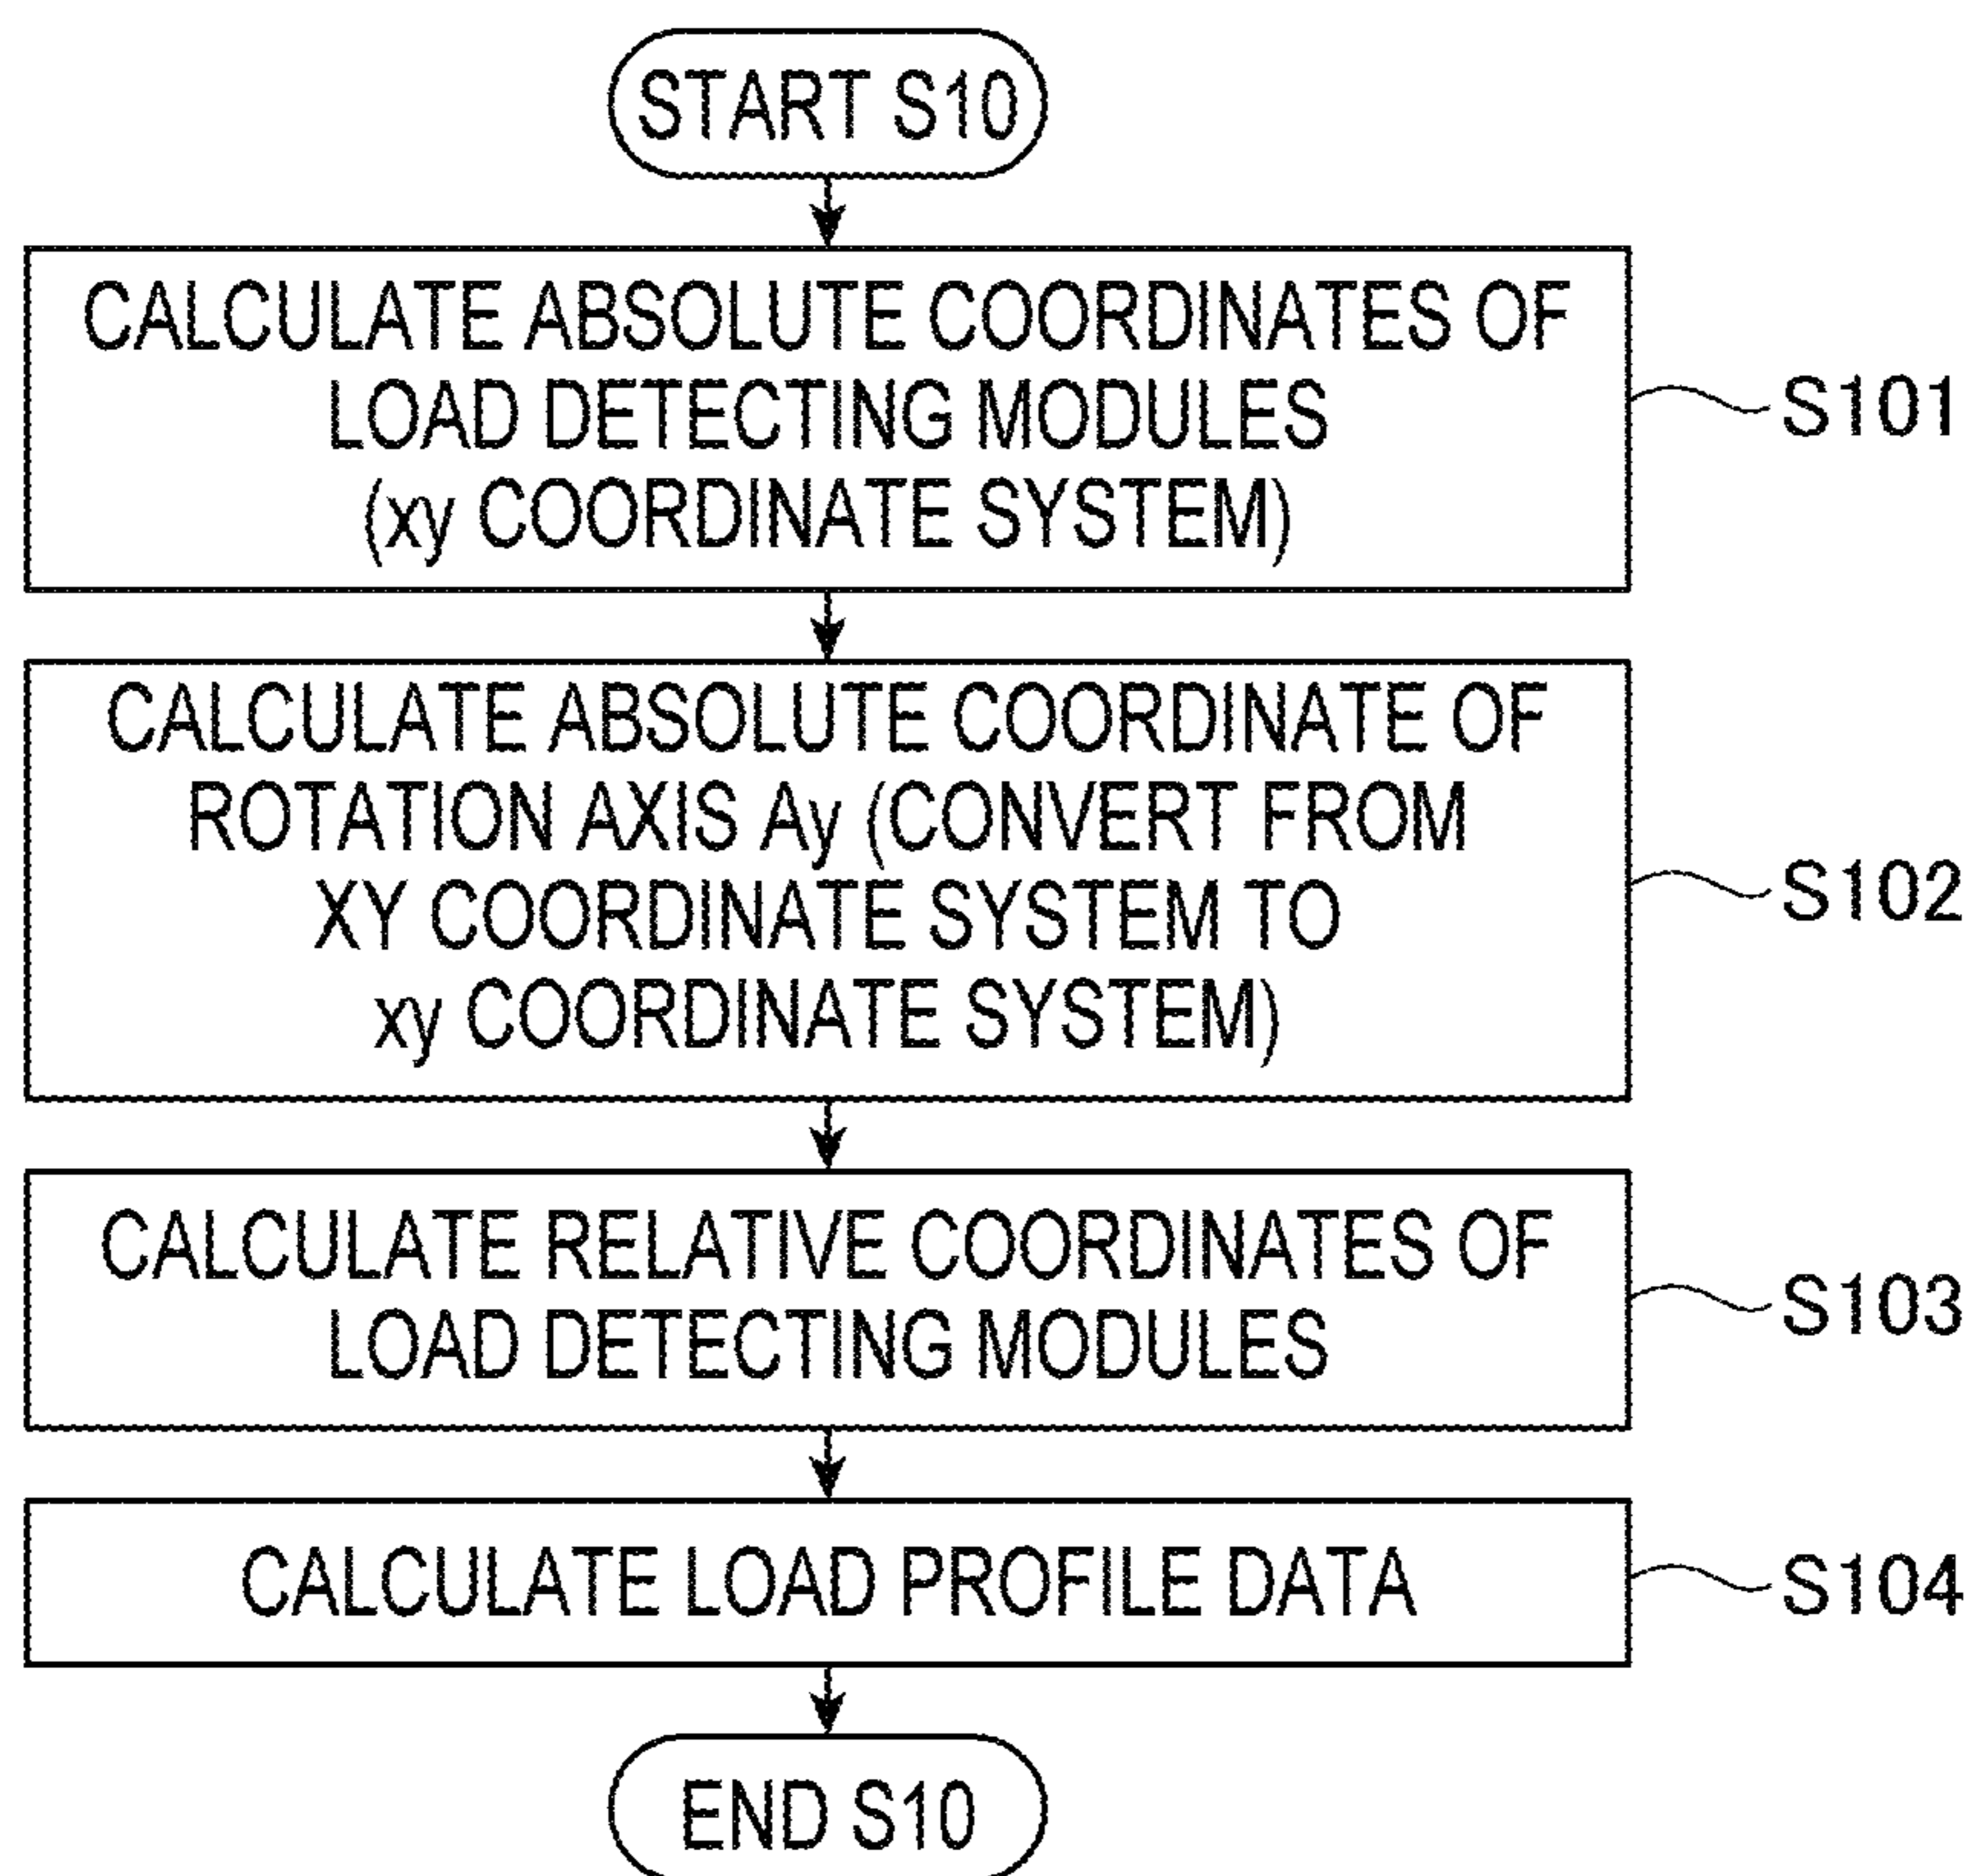 START S10
CALCULATE ABSOLUTE COORDINATES OF
LOAD DETECTING MODULES
(xy COORDINATE SYSTEM)
S101
CALCULATE ABSOLUTE COORDINATE OF
ROTATION AXIS Ay (CONVERT FROM
XY COORDINATE SYSTEM TO
xy COORDINATE SYSTEM)
S102
CALCULATE RELATIVE COORDINATES OF
LOAD DETECTING MODULES
S103
CALCULATE LOAD PROFILE DATA
S104
END S10